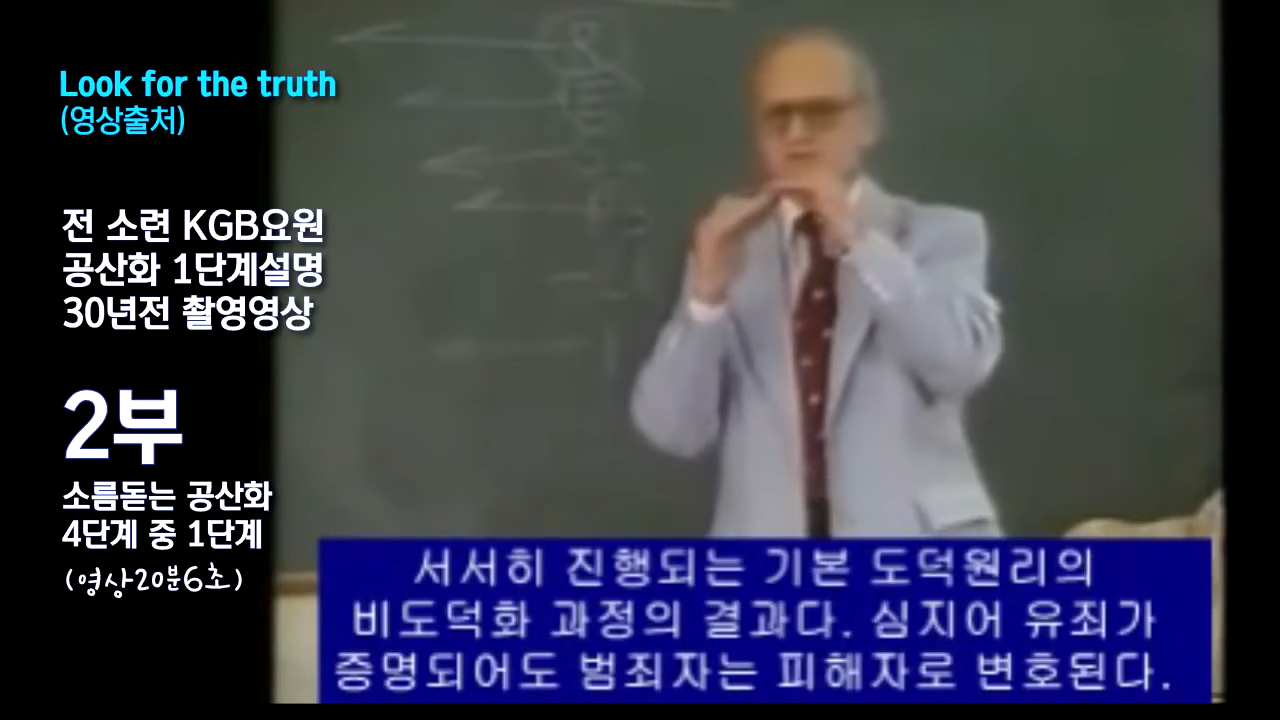 Look for the truth
(영상출처)
전 소련 KGB요원
공산화 1단계설명
30년전 촬영영상
2부
소름돋는 공산화
4단계 중 1단계
(영상20분6초)
서서히 진행되는 기본 도덕원리의
비도덕화 과정의 결과다. 심지어 유죄가
증명되어도 범죄자는 피해자로 변호된다.